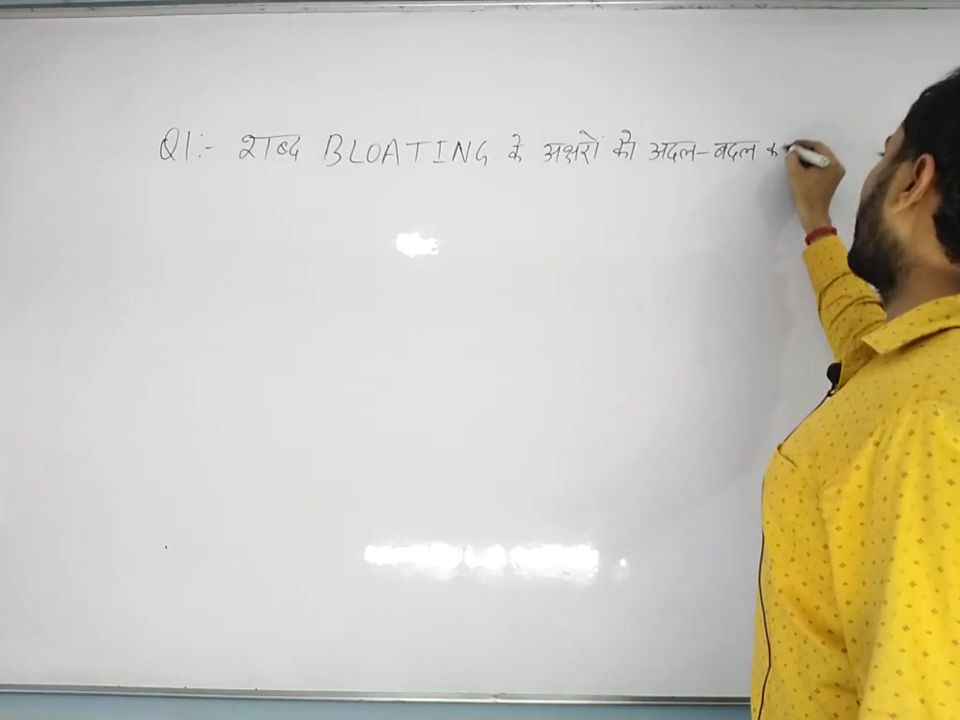 Q1:- शब्द BLOATING के अक्षरों को अदल-बदल क